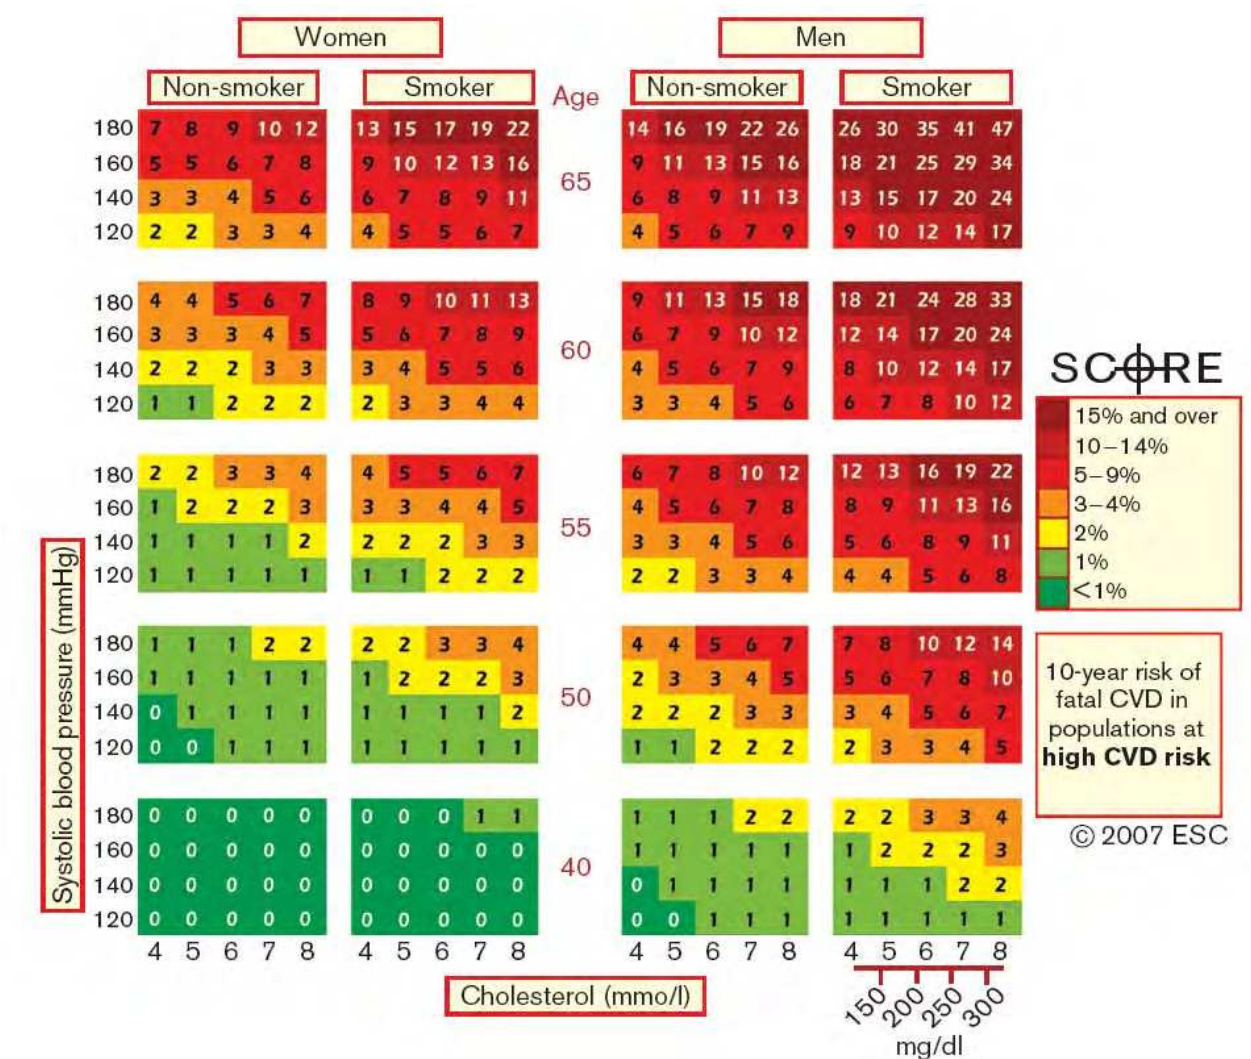 Women Men
Non-smoker Smoker Age Non-smoker Smoker
180 7 8 9 10 12 13 15 17 19 22 14 16 19 22 26 26 30 35 41 47
160 5 5 6 7 8 9 10 12 13 16 9 11 13 15 16 18 21 25 29 34
65
140 3 3 4 5 6 6 7 8 9 11 6 8 9 11 13 13 15 17 20 24
120 2 2 3 3 4 4 5 5 6 7 4 5 6 7 9 9 10 12 14 17
180 4 4 5 6 7 8 9 10 11 13 9 11 13 15 18 18 21 24 28 33
160 3 3 3 4 5 5 6 7 8 9 6 7 9 10 12 12 14 17 20 24
60
140 2 2 2 3 3 3 4 5 5 6 4 5 6 7 9 8 10 12 14 17
120 1 1 2 2 2 2 3 3 4 4 3 3 4 5 6 6 7 8 10 12
180 2 2 3 3 4 4 5 5 6 7 6 7 8 10 12 12 13 16 19 22
160 1 2 2 2 3 3 3 4 4 5 4 5 6 7 8 8 9 11 13 16
55
140 1 1 1 1 2 2 2 2 3 3 3 3 4 5 6 5 6 8 9 11
120 1 1 1 1 1 1 1 2 2 2 2 2 3 3 4 4 4 5 6 8
180 1 1 1 2 2 2 2 3 3 4 4 4 5 6 7 7 8 10 12 14
160 1 1 1 1 1 1 2 2 2 3 2 3 3 4 5 5 6 7 8 10
50
140 0 1 1 1 1 1 1 1 1 2 2 2 2 3 3 3 4 5 6 7
120 0 0 1 1 1 1 1 1 1 1 1 1 2 2 2 2 3 3 4 5
180 0 0 0 0 0 0 0 0 1 1 1 1 1 2 2 2 2 3 3 4
160 0 0 0 0 0 0 0 0 0 0 1 1 1 1 1 1 2 2 2 3
40
140 0 0 0 0 0 0 0 0 0 0 0 1 1 1 1 1 1 1 2 2
120 0 0 0 0 0 0 0 0 0 0 0 0 1 1 1 1 1 1 1 1
4 5 6 7 8 4 5 6 7 8 4 5 6 7 8 4 5 6 7 8
Systolic blood pressure (mmHg)
Cholesterol (mmo/l)
150 200 250 300
mg/dl
SCORE
15% and over
10–14%
5–9%
3–4%
2%
1%
<1%
10-year risk of
fatal CVD in
populations at
high CVD risk
© 2007 ESC